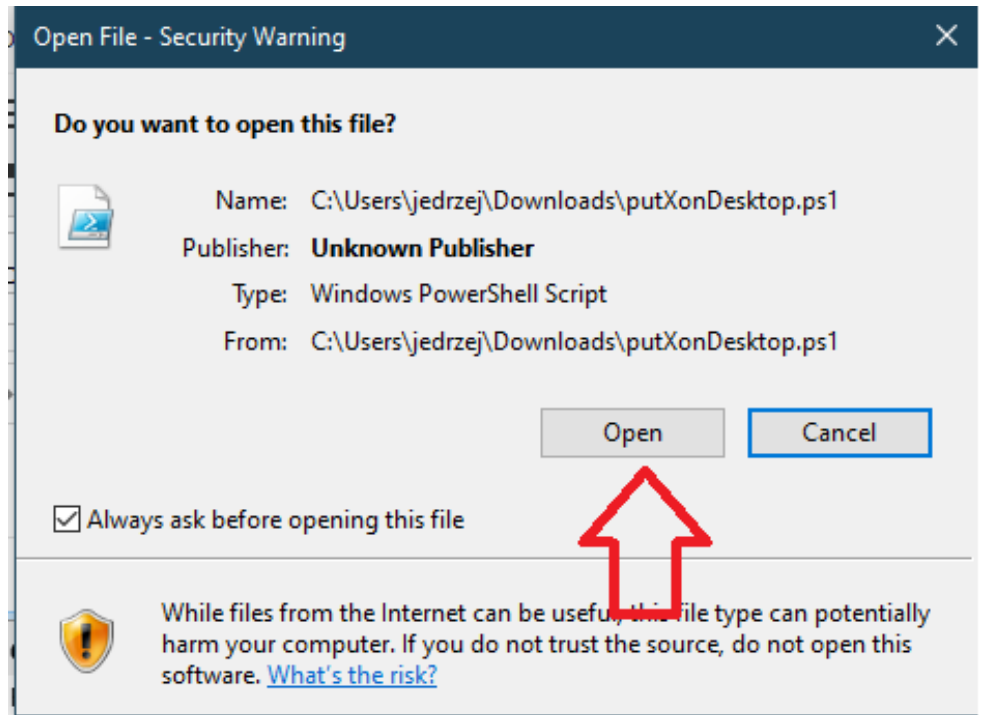 Open File - Security Warning
Do you want to open this file?
Name: C:\Users\jedrzej\Downloads\putXonDesktop.ps1
Publisher: Unknown Publisher
Type: Windows PowerShell Script
From: C:\Users\jedrzej\Downloads\putXonDesktop.ps1
Open Cancel
Always ask before opening this file
While files from the Internet can be useful, this file type can potentially
harm your computer. If you do not trust the source, do not open this
software. What's the risk?